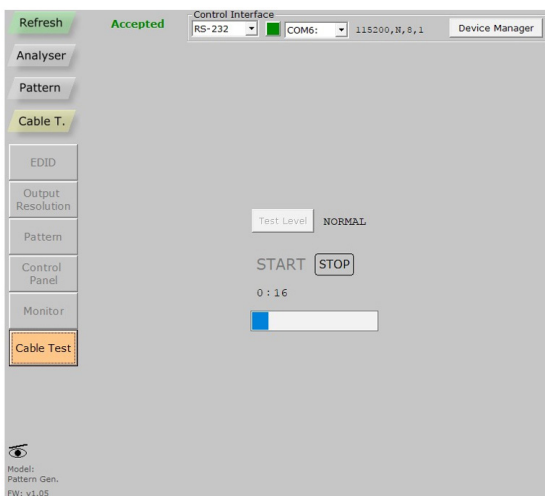 Refresh
Accepted
Control Interface
RS-232
COM6:
115200,N,8,1
Device Manager
Analyser
Pattern
Cable T.
EDID
Output
Resolution
Pattern
Control
Panel
Monitor
Cable Test
Test Level NORMAL
START STOP
0:16
Model:
Pattern Gen.
FW: v1.05